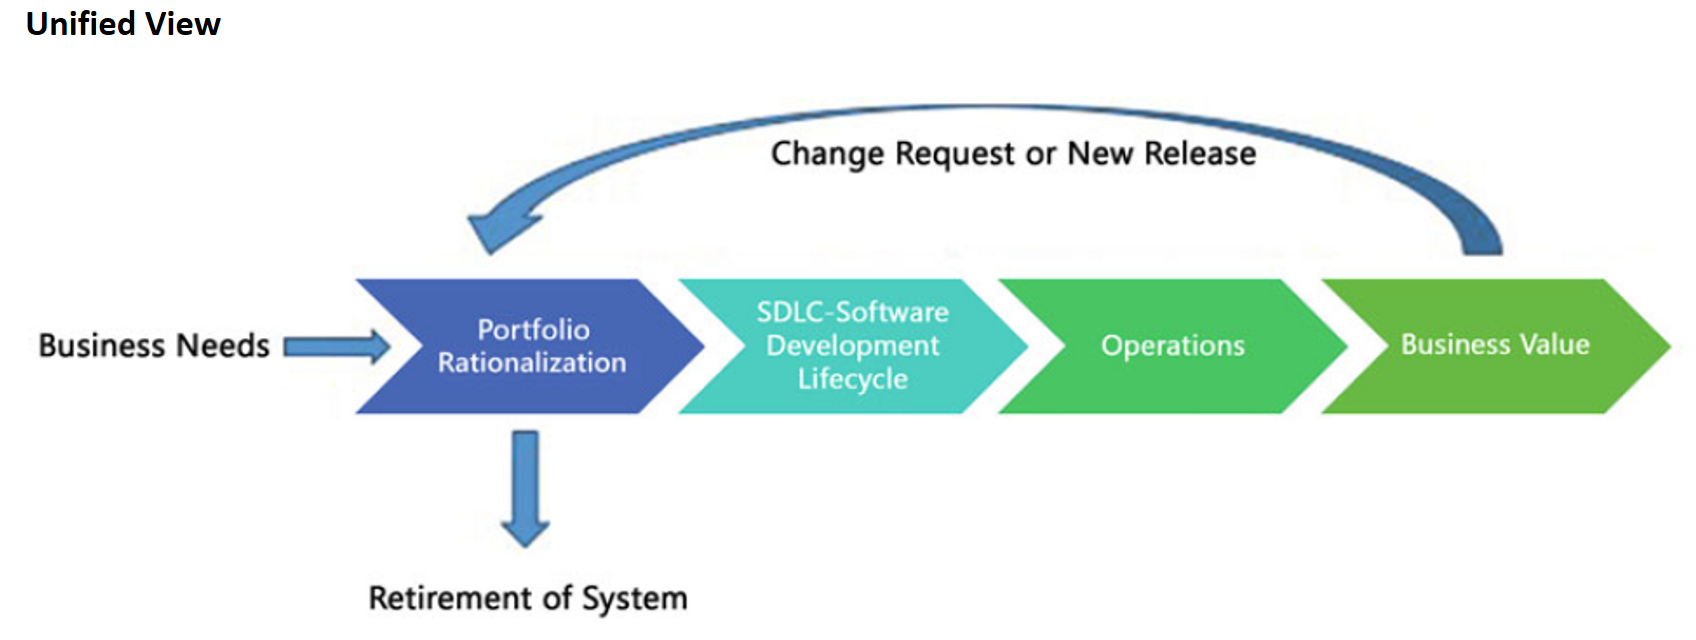 Unified View
Change Request or New Release
Business Needs
Portfolio
Rationalization
SDLC-Software
Development
Lifecycle
Operations
Business Value
Retirement of System